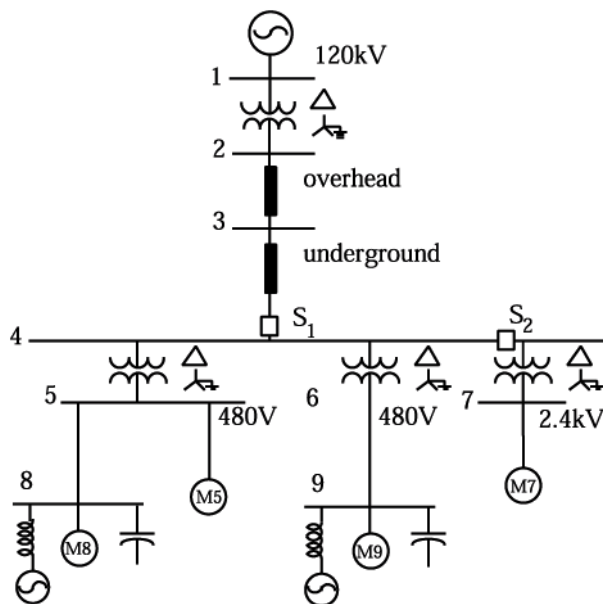 120kV
1
2
overhead
3
underground
S1
S2
4
5
480V
6
480V
7
2.4kV
8
M8
M5
9
M9
M7